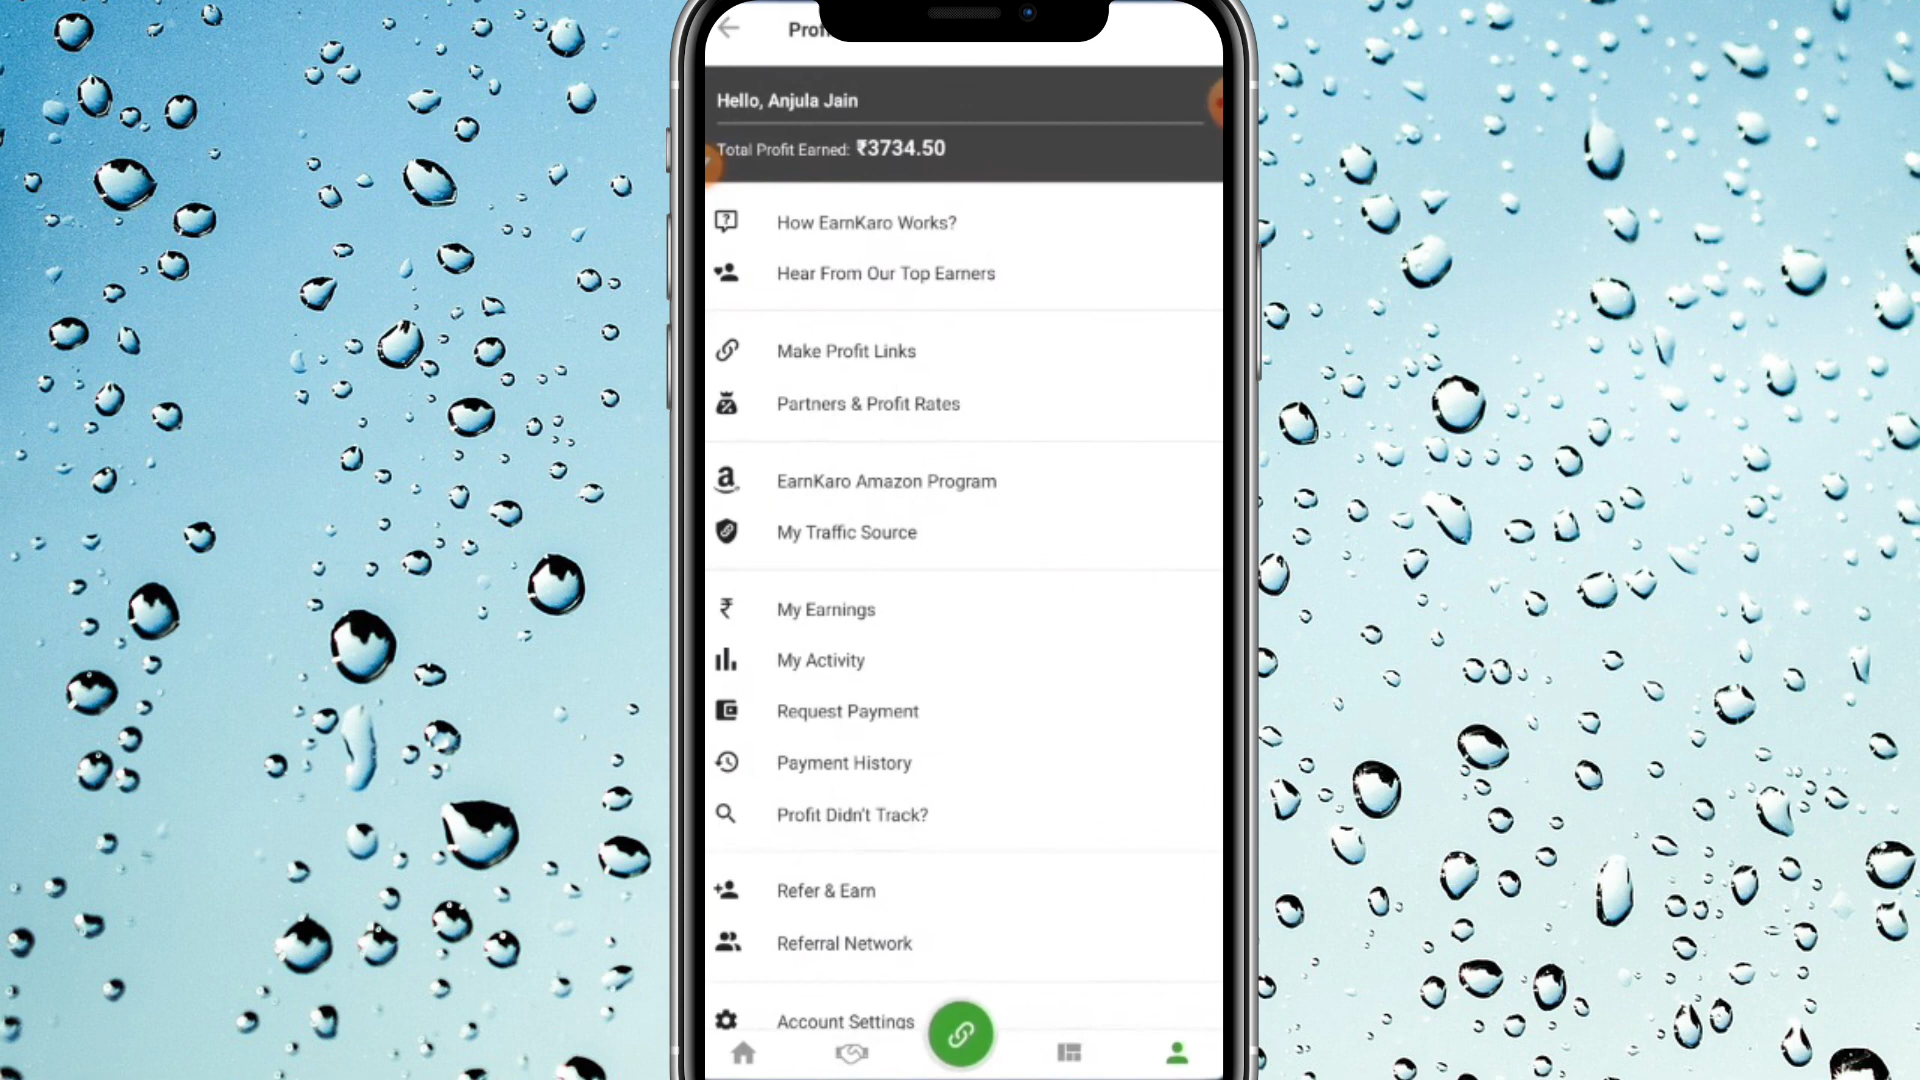 Hello, Anjula Jain
Total Profit Earned: ₹3734.50
How EarnKaro Works?
Hear From Our Top Earners
Make Profit Links
Partners & Profit Rates
EarnKaro Amazon Program
My Traffic Source
My Earnings
My Activity
Request Payment
Payment History
Profit Didn't Track?
Refer & Earn
Referral Network
Account Settings